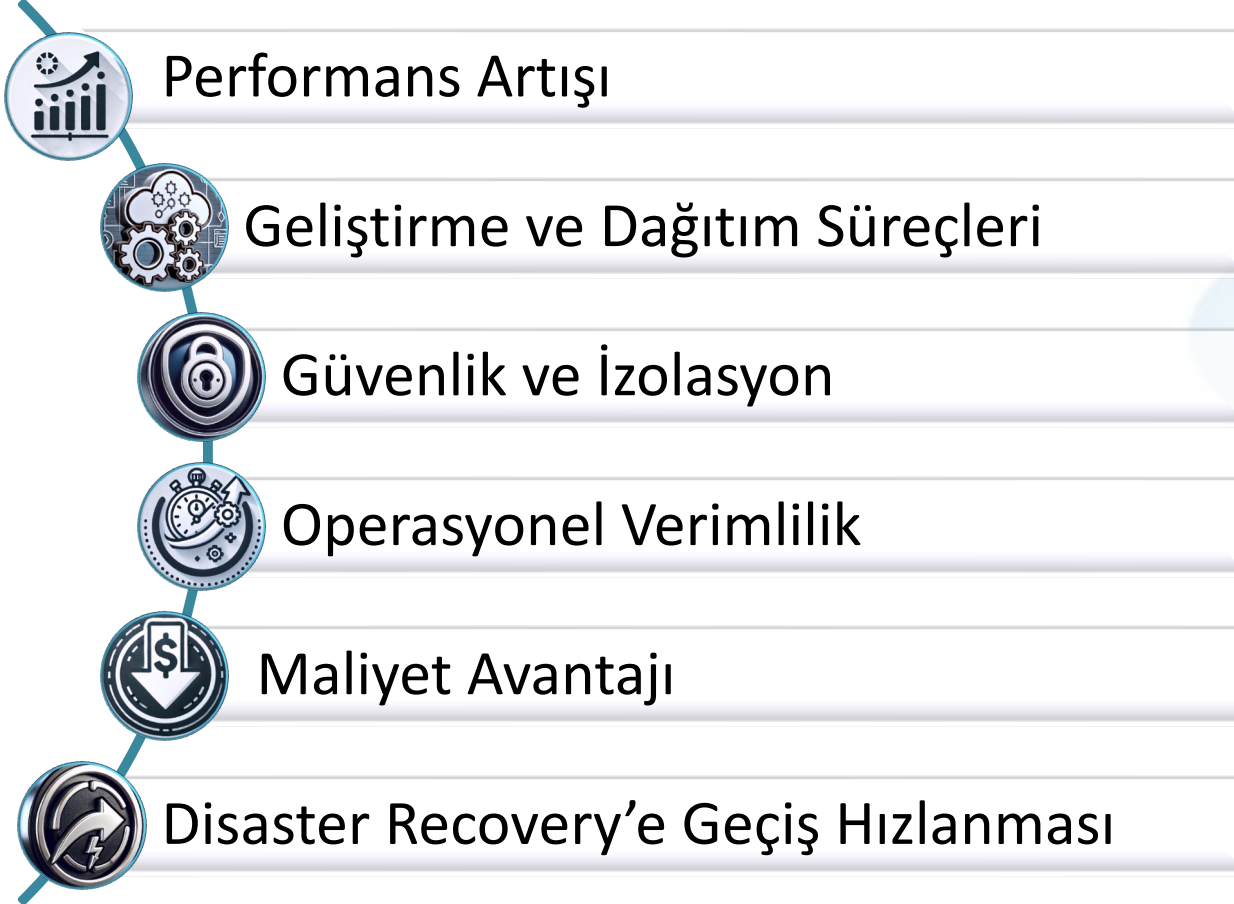 Performans Artışı
Geliştirme ve Dağıtım Süreçleri
Güvenlik ve İzolasyon
Operasyonel Verimlilik
Maliyet Avantajı
$
Disaster Recovery’e Geçiş Hızlanması